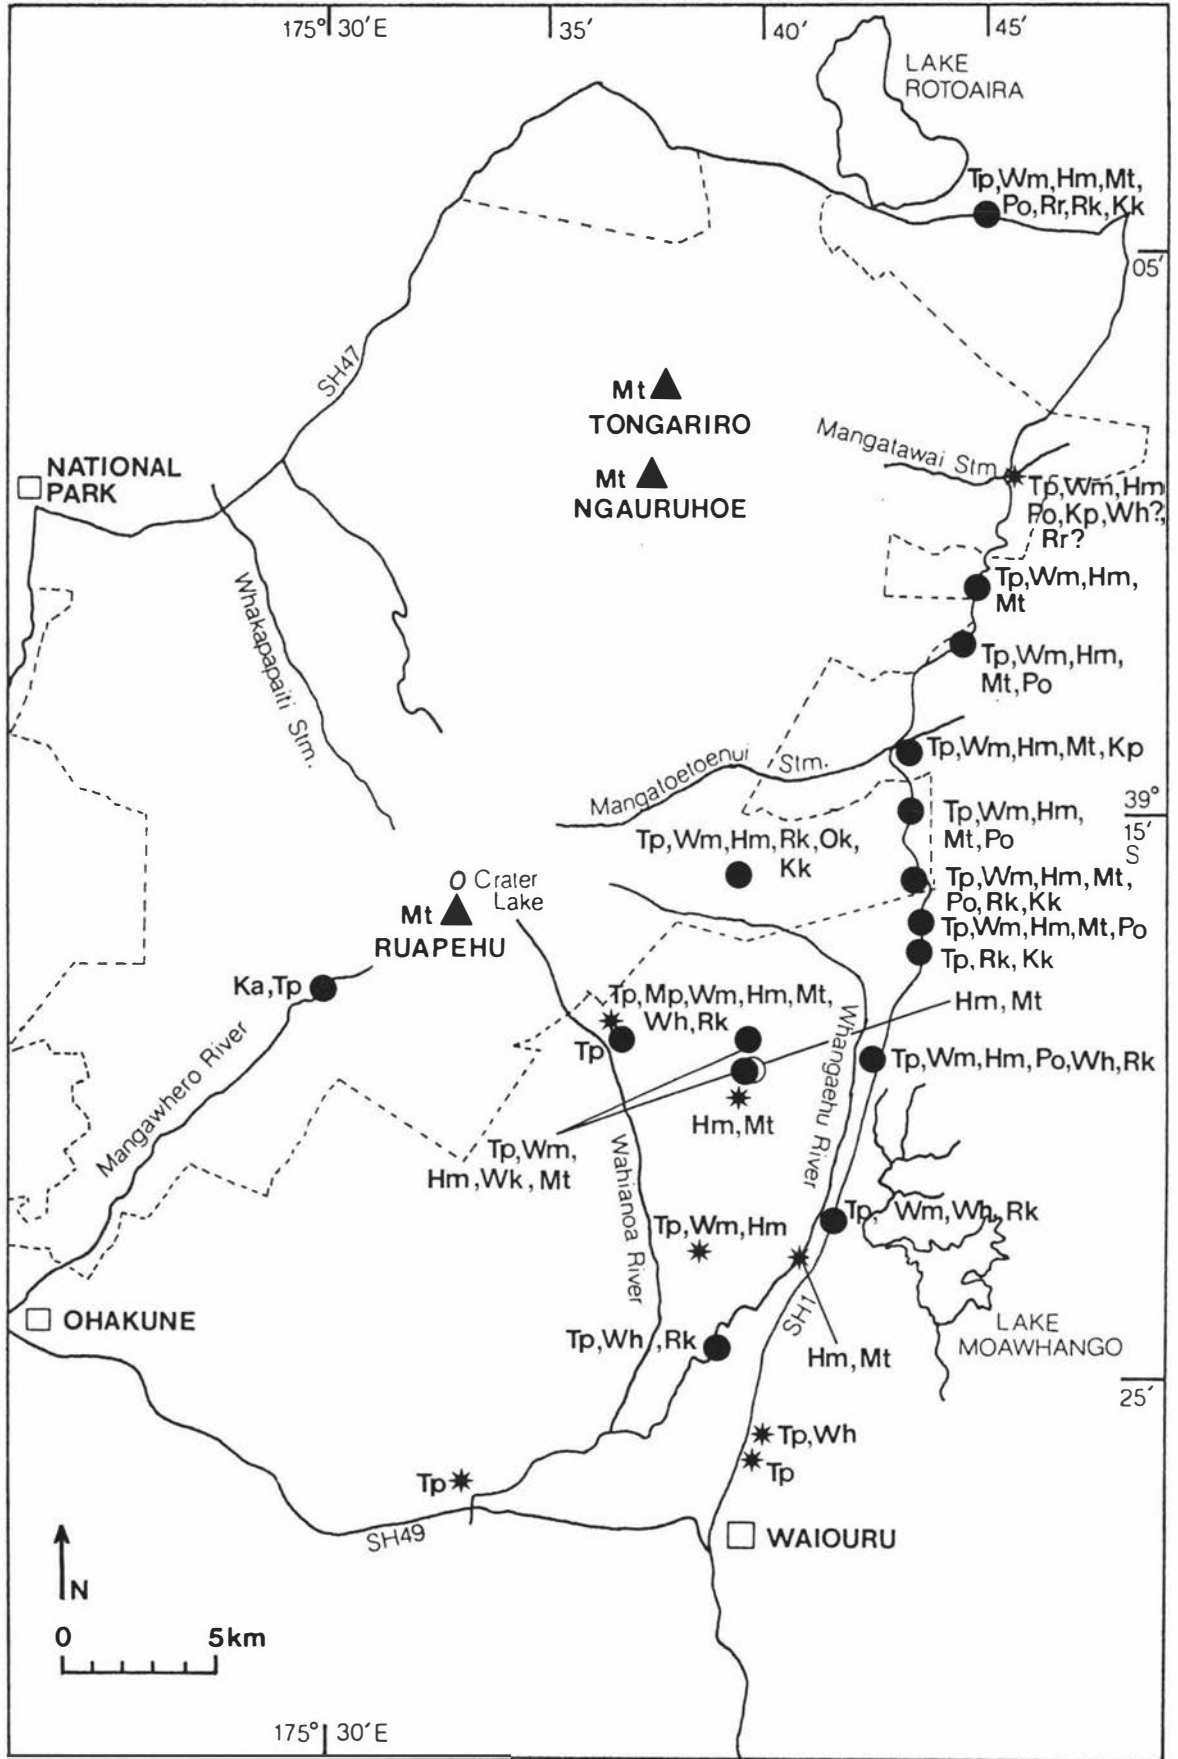 175° 30′ E
35′
40′
45′
LAKE
ROTOAIRA
Tp,Wm,Hm,Mt,
Po,Rr,Rk,Kk
05′
SH47
Mt
TONGARIRO
Mangatawai Stm.
NATIONAL
PARK
Mt
NGAURUHOE
Tp,Wm,Hm
Po,Kp,Wh?,
Rr?
Tp,Wm,Hm,
Mt
Whakapapaiti Stm.
Tp,Wm,Hm,
Mt,Po
Tp,Wm,Hm,Mt,Kp
Mangatoetoenui Stm.
39°
15′
S
Tp,Wm,Hm,
Mt,Po
Tp,Wm,Hm,Rk,Ok,
Kk
Crater
Lake
Tp,Wm,Hm,Mt,
Po,Rk,Kk
Mt
RUAPEHU
Tp,Wm,Hm,Mt,Po
Tp,Rk,Kk
Ka,Tp
Tp,Mp,Wm,Hm,Mt,
Wh,Rk
Hm,Mt
Tp
Tp,Wm,Hm,Po,Wh,Rk
Mangawhero River
Whangaehu River
Hm,Mt
Tp,Wm,
Hm,Wk,Mt
Wahianoa River
Tp, Wm,Wh,Rk
Tp,Wm,Hm
OHAKUNE
SH1
LAKE
MOAWHANGO
Tp,Wh,Rk
Hm,Mt
25′
Tp,Wh
Tp
Tp
SH49
WAIOURU
N
0 5km
175° 30′ E